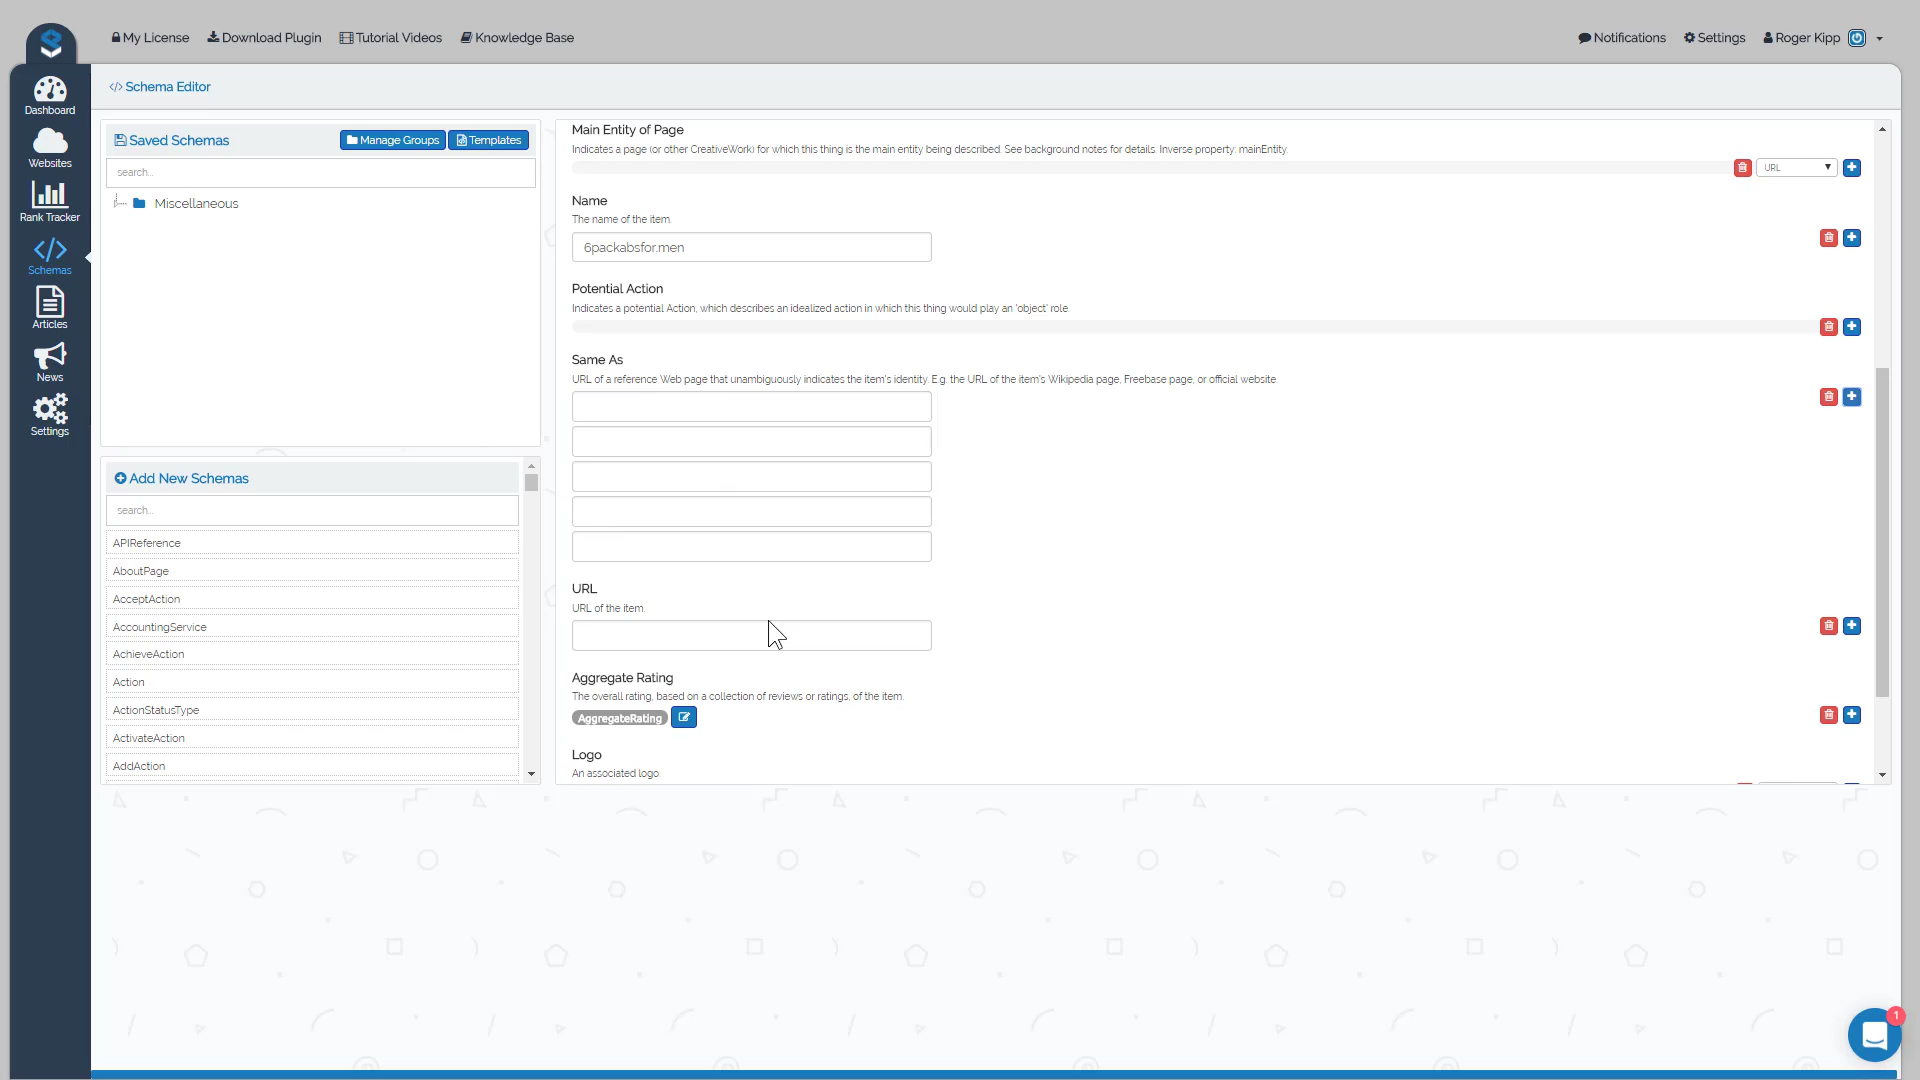 My License
Download Plugin
Tutorial Videos
Knowledge Base
Notifications
Settings
Roger Kipp
Dashboard
Websites
Rank Tracker
Schemas
Articles
News
Settings
</> Schema Editor
Saved Schemas
Manage Groups
Templates
search...
Miscellaneous
Add New Schemas
search...
APIReference
AboutPage
AcceptAction
AccountingService
AchieveAction
Action
ActionStatusType
ActivateAction
AddAction
Main Entity of Page
Indicates a page (or other CreativeWork) for which this thing is the main entity being described. See background notes for details. Inverse property: mainEntity.
URL
Name
The name of the item.
6packabsfor.men
Potential Action
Indicates a potential Action, which describes an idealized action in which this thing would play an 'object' role.
Same As
URL of a reference Web page that unambiguously indicates the item's identity. E.g. the URL of the item's Wikipedia page, Freebase page, or official website.
URL
URL of the item.
Aggregate Rating
The overall rating, based on a collection of reviews or ratings, of the item.
AggregateRating
Logo
An associated logo.
1